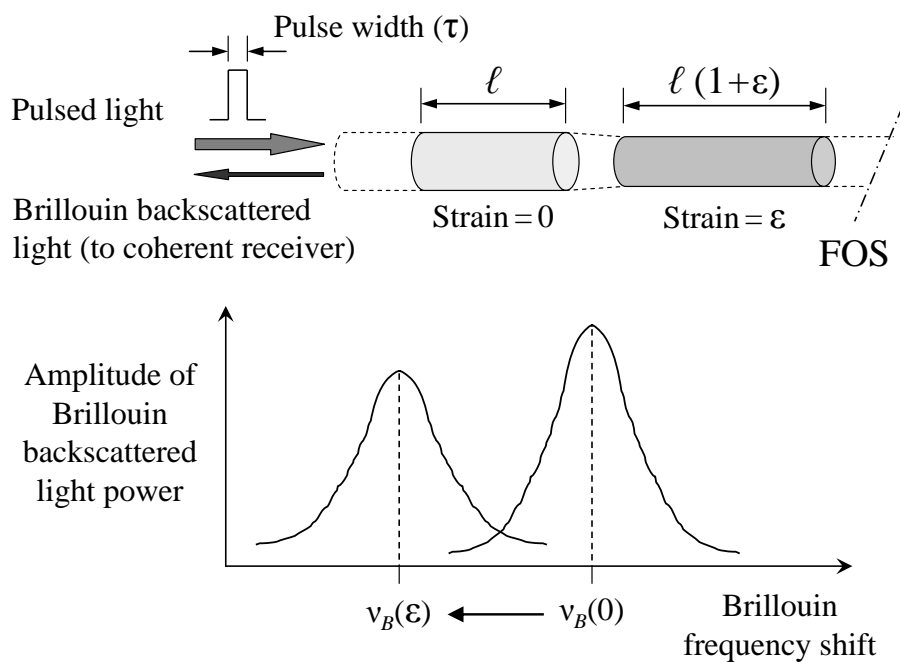 Pulse width (τ)
Pulsed light
ℓ
ℓ (1+ε)
Brillouin backscattered
light (to coherent receiver)
Strain = 0
Strain = ε
FOS
Amplitude of
Brillouin
backscattered
light power
ν_B(ε)
ν_B(0)
Brillouin
frequency shift